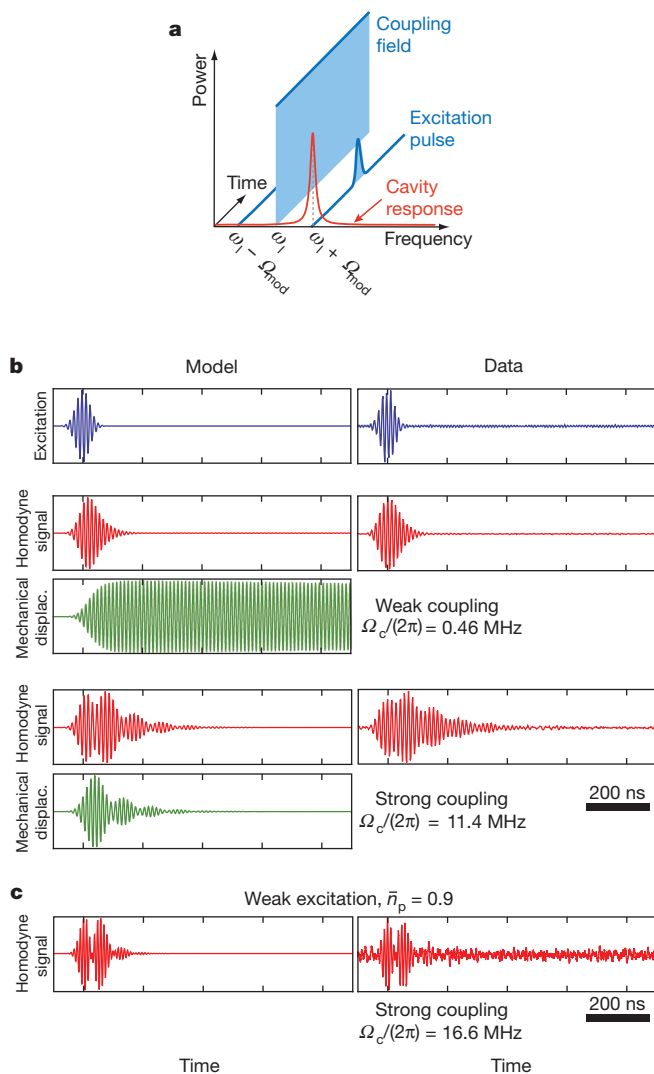 a
Coupling
field
Power
Excitation
pulse
Time
Cavity
response
Frequency
ω_l − Ω_mod
ω_l
ω_l + Ω_mod
b
Model
Data
Excitation
Homodyne
signal
Mechanical
displac.
Weak coupling
Ω_c/(2π) = 0.46 MHz
Homodyne
signal
Mechanical
displac.
200 ns
Strong coupling
Ω_c/(2π) = 11.4 MHz
c
Weak excitation, n̄_p = 0.9
Homodyne
signal
200 ns
Strong coupling
Ω_c/(2π) = 16.6 MHz
Time
Time